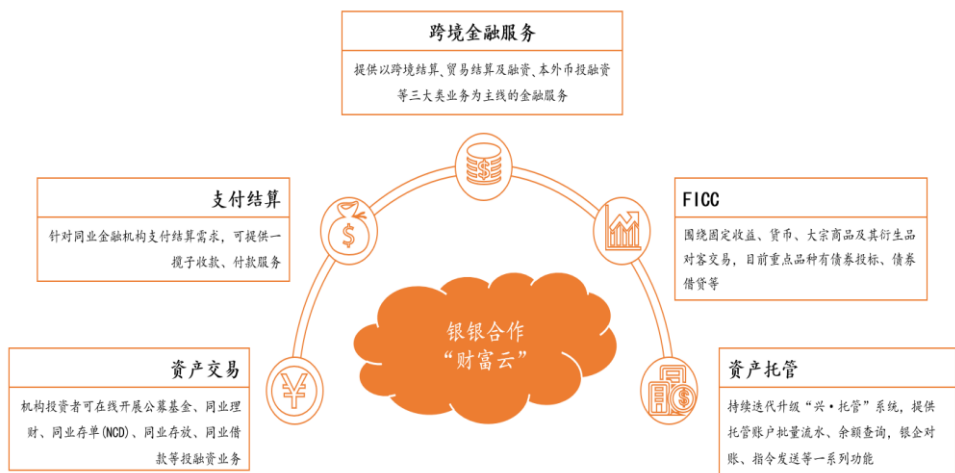 跨境金融服务
提供以跨境结算、贸易结算及融资、本外币投融资
等三大类业务为主线的金融服务
支付结算
针对同业金融机构支付结算需求，可提供一
揽子收款、付款服务
FICC
围绕固定收益、货币、大宗商品及其衍生品
对客交易，目前重点品种有债券投标、债券
借贷等
银银合作
“财富云”
资产交易
机构投资者可在线开展公募基金、同业理
财、同业存单(NCD)、同业存放、同业借
款等投融资业务
资产托管
持续迭代升级“兴·托管”系统，提供
托管账户批量流水、余额查询，银企对
账、指令发送等一系列功能